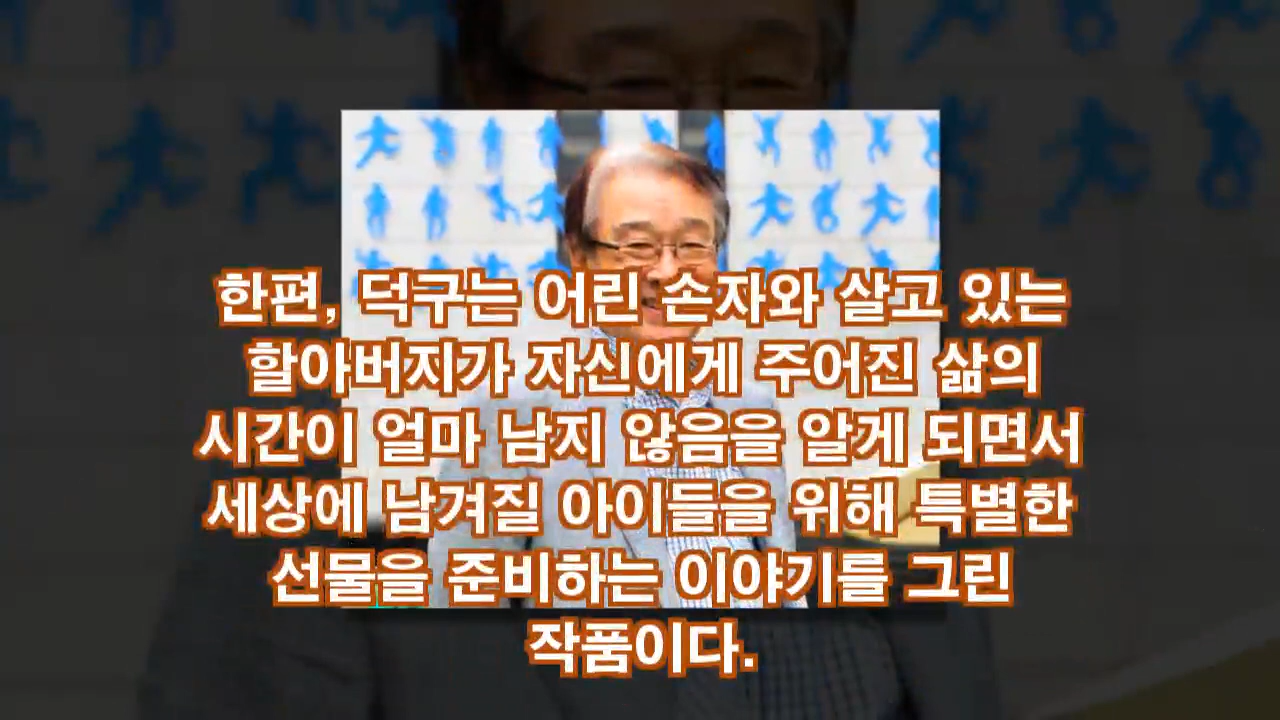 한편, 덕구는 어린 손자와 살고 있는
할아버지가 자신에게 주어진 삶의
시간이 얼마 남지 않음을 알게 되면서
세상에 남겨질 아이들을 위해 특별한
선물을 준비하는 이야기를 그린
작품이다.